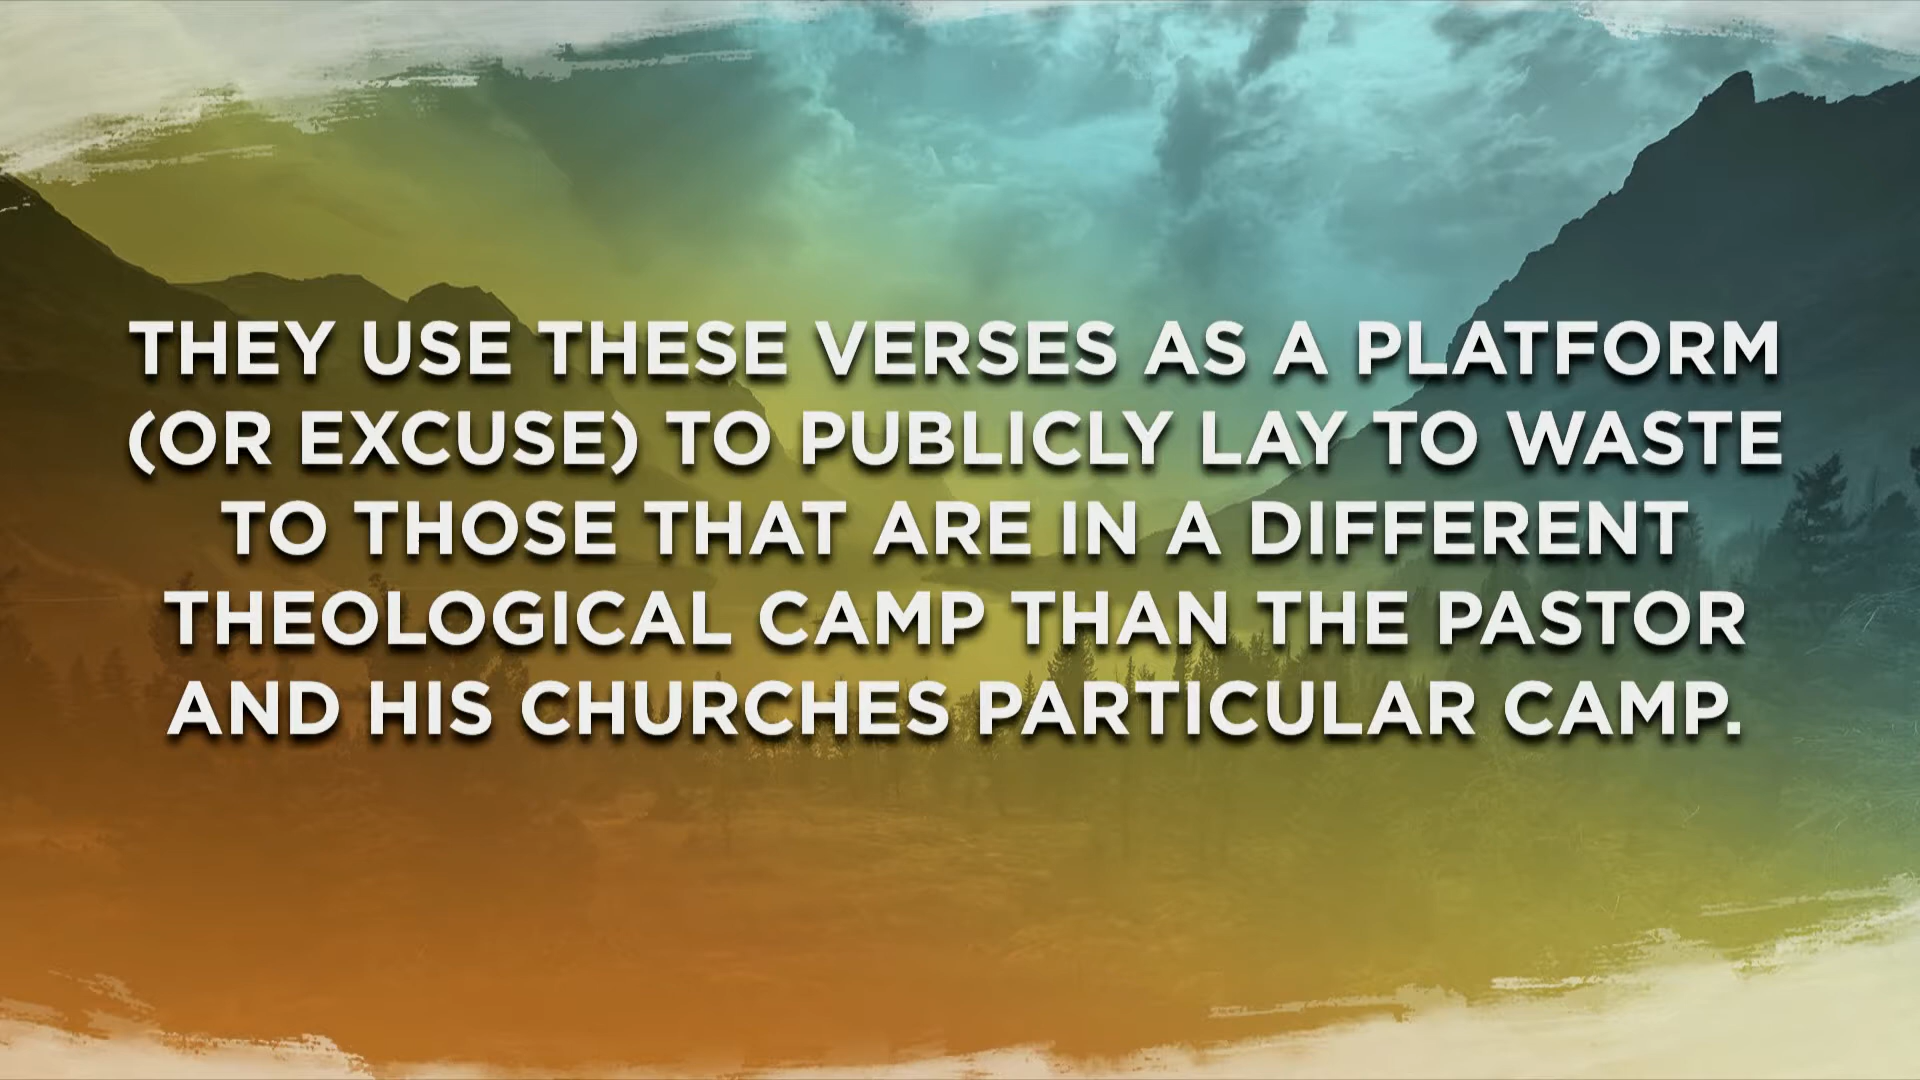 THEY USE THESE VERSES AS A PLATFORM
(OR EXCUSE) TO PUBLICLY LAY TO WASTE
TO THOSE THAT ARE IN A DIFFERENT
THEOLOGICAL CAMP THAN THE PASTOR
AND HIS CHURCHES PARTICULAR CAMP.